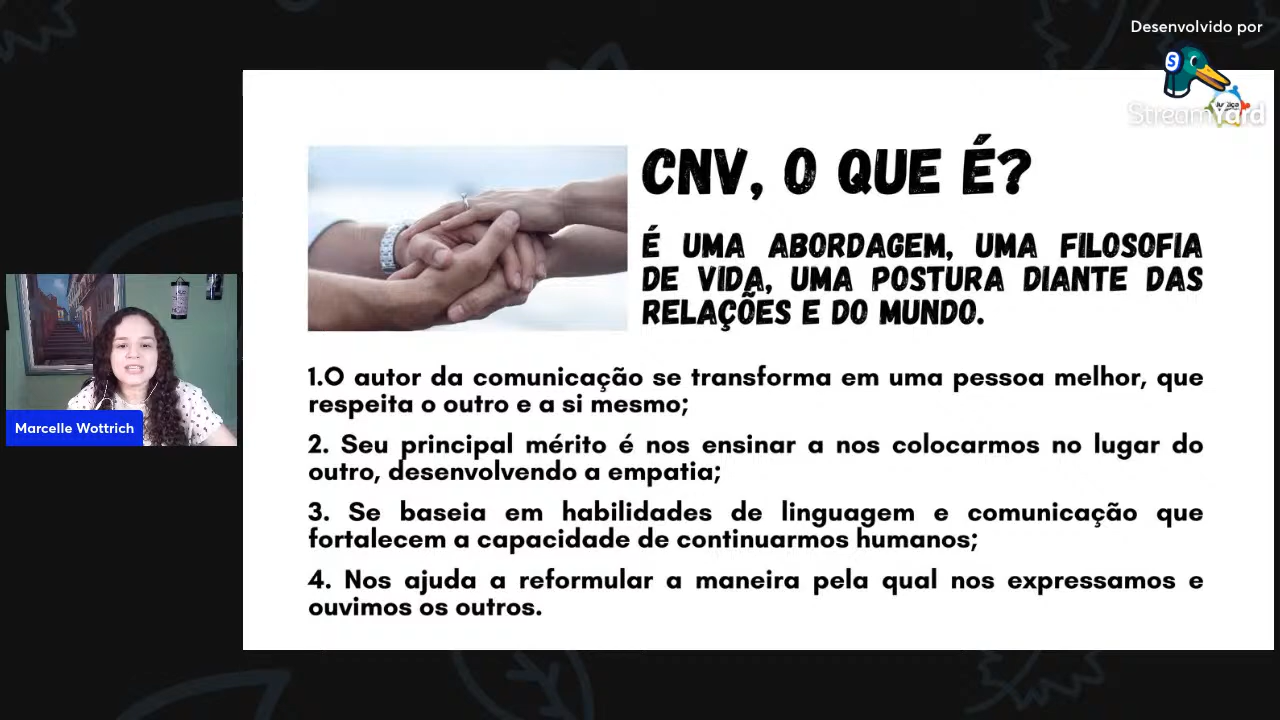 Desenvolvido por
StreamYard
CNV, O QUE É?
É UMA ABORDAGEM, UMA FILOSOFIA
DE VIDA, UMA POSTURA DIANTE DAS
RELAÇÕES E DO MUNDO.
1.O autor da comunicação se transforma em uma pessoa melhor, que
respeita o outro e a si mesmo;
2. Seu principal mérito é nos ensinar a nos colocarmos no lugar do
outro, desenvolvendo a empatia;
3. Se baseia em habilidades de linguagem e comunicação que
fortalecem a capacidade de continuarmos humanos;
4. Nos ajuda a reformular a maneira pela qual nos expressamos e
ouvimos os outros.
Marcelle Wottrich